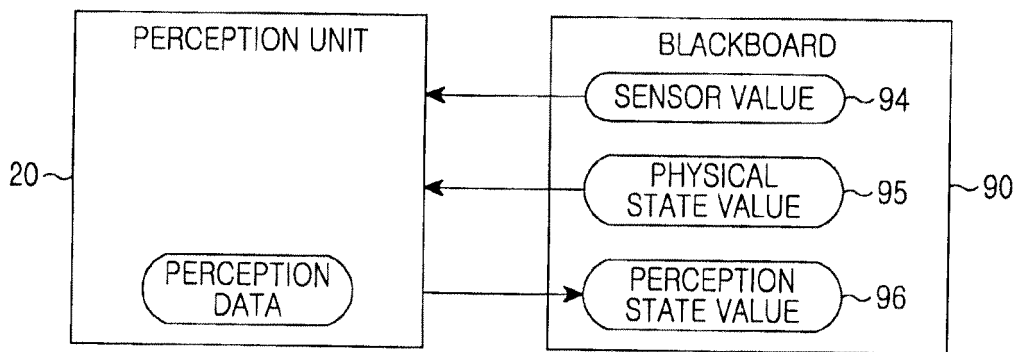 PERCEPTION UNIT
BLACKBOARD
SENSOR VALUE
94
20
PHYSICAL
STATE VALUE
95
90
PERCEPTION
DATA
PERCEPTION
STATE VALUE
96